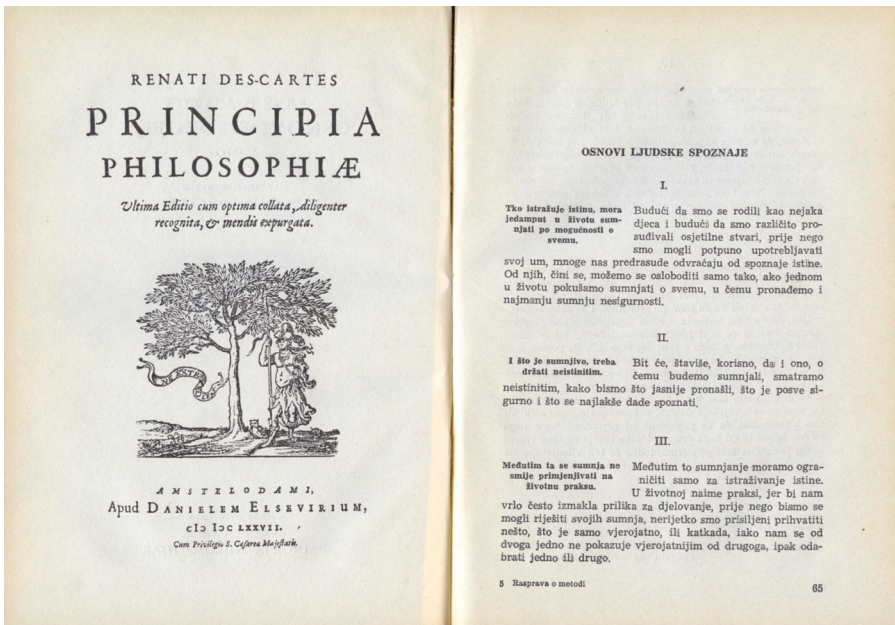 RENATI DES-CARTES
PRINCIPIA
PHILOSOPHIÆ
Ultima Editio cum optima collata, diligenter
recognita, & mendis expurgata.
NE EXTRA
AMSTELODAMI,
Apud DANIELEM ELSEVIRIUM,
cIↄ Iↄc LXXVII.
Cum Privilegio S. Cæsareæ Majestatis.
OSNOVI LJUDSKE SPOZNAJE
I.
Tko istražuje istinu, mora
jedamput u životu sum-
njati po mogućnosti o
svemu.
Budući da smo se rodili kao nejaka
djeca i budući da smo različito pro-
suđivali osjetilne stvari, prije nego
smo mogli potpuno upotrebljavati
svoj um, mnoge nas predrasude odvraćaju od spoznaje istine.
Od njih, čini se, možemo se osloboditi samo tako, ako jednom
u životu pokušamo sumnjati o svemu, u čemu pronađemo i
najmanju sumnju nesigurnosti.
II.
I što je sumnjivo, treba
držati neistinitim.
Bit će, štaviše, korisno, da i ono, o
čemu budemo sumnjali, smatramo
neistinitim, kako bismo što jasnije pronašli, što je posve si-
gurno i što se najlakše dade spoznati.
III.
Međutim ta se sumnja ne
smije primjenjivati na
životnu praksu.
Međutim to sumnjanje moramo ogra-
ničiti samo za istraživanje istine.
U životnoj naime praksi, jer bi nam
vrlo često izmakla prilika za djelovanje, prije nego bismo se
mogli riješiti svojih sumnja, nerijetko smo prisiljeni prihvatiti
nešto, što je samo vjerojatno, ili katkada, iako nam se od
dvoga jedno ne pokazuje vjerojatnijim od drugoga, ipak oda-
brati jedno ili drugo.
5 Rasprava o metodi
65